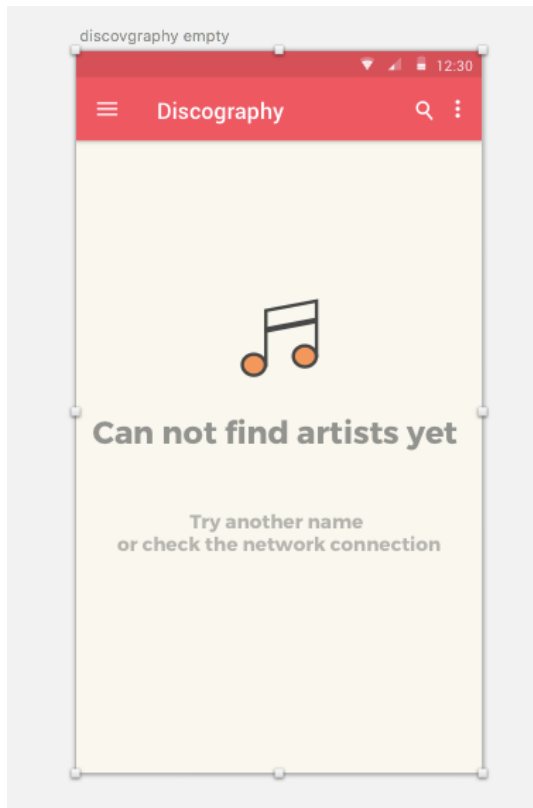 discovgraphy empty
12:30
Discography
Can not find artists yet
Try another name
or check the network connection